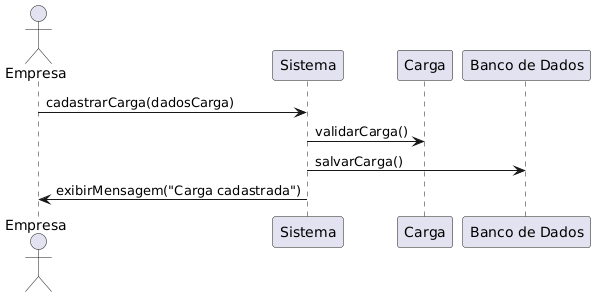 Empresa
Sistema
Carga
Banco de Dados
cadastrarCarga(dadosCarga)
validarCarga()
salvarCarga()
exibirMensagem("Carga cadastrada")
Empresa
Sistema
Carga
Banco de Dados